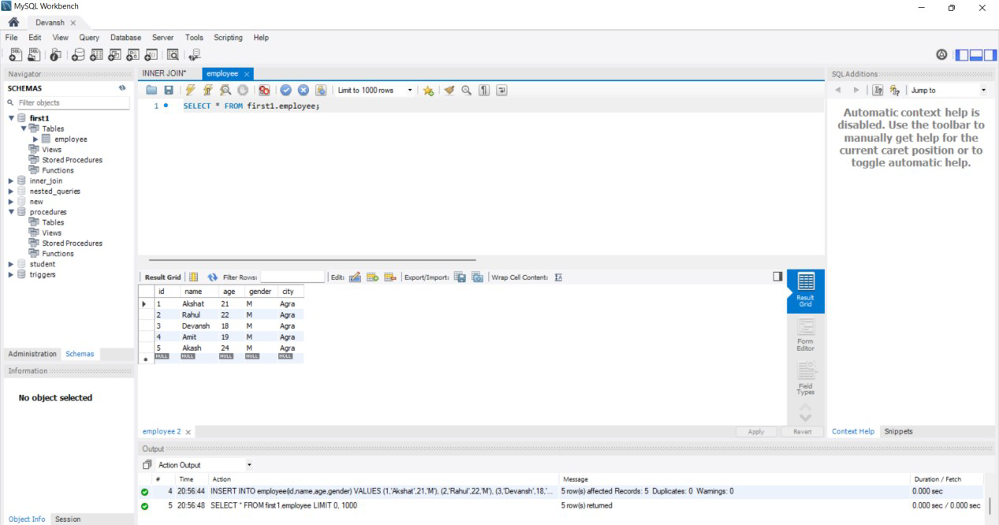 MySQL Workbench
Devansh
File Edit View Query Database Server Tools Scripting Help
Navigator
SCHEMAS
Filter objects
first1
Tables
employee
Views
Stored Procedures
Functions
inner_join
nested_queries
new
procedures
Tables
Views
Stored Procedures
Functions
student
triggers
Administration Schemas
Information
No object selected
Object Info Session
INNER JOIN* employee
Limit to 1000 rows
1 SELECT * FROM first1.employee;
Result Grid Filter Rows: Edit: Export/Import: Wrap Cell Content:
id name age gender city
1 Akshat 21 M Agra
2 Rahul 22 M Agra
3 Devansh 18 M Agra
4 Amit 19 M Agra
5 Akash 24 M Agra
NULL NULL NULL NULL NULL
Result
Grid
Form
Editor
Field
Types
employee 2 Apply Revert
Output
Action Output
# Time Action Message Duration / Fetch
4 20:56:44 INSERT INTO employee(id,name,age,gender) VALUES (1,'Akshat',21,'M'), (2,'Rahul',22,'M'), (3,'Devansh',18,'... 5 row(s) affected Records: 5 Duplicates: 0 Warnings: 0 0.000 sec
5 20:56:48 SELECT * FROM first1.employee LIMIT 0, 1000 5 row(s) returned 0.000 sec / 0.000 sec
SQLAdditions
Jump to
Automatic context help is
disabled. Use the toolbar to
manually get help for the
current caret position or to
toggle automatic help.
Context Help Snippets